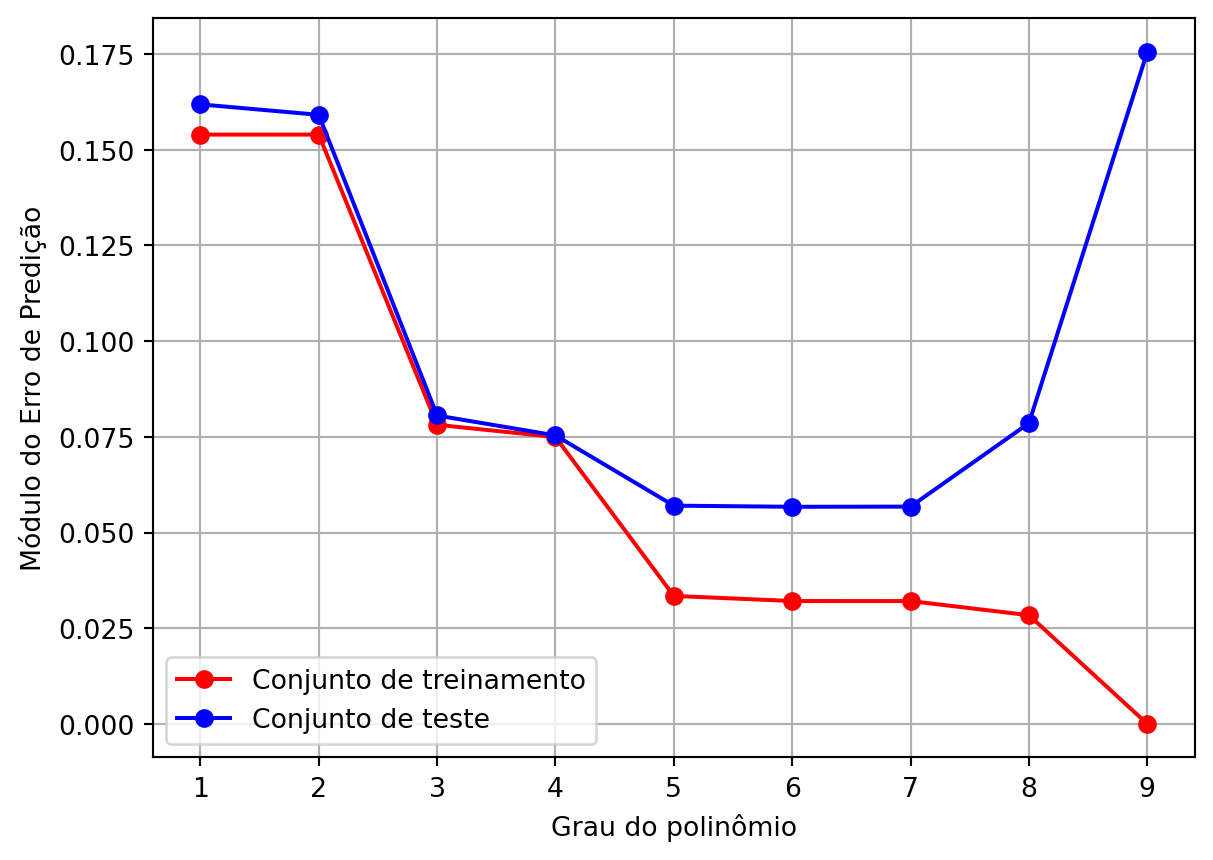 0.175
0.150
0.125
0.100
0.075
0.050
0.025
0.000
Módulo do Erro de Predição
Conjunto de treinamento
Conjunto de teste
1 2 3 4 5 6 7 8 9
Grau do polinômio